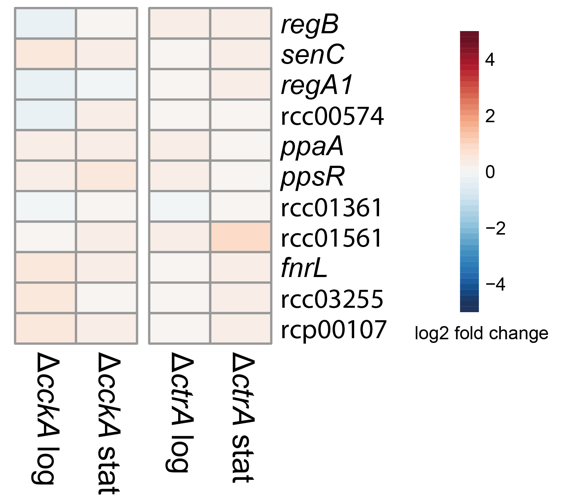 regB
senC
regA1
rcc00574
ppaA
ppsR
rcc01361
rcc01561
fnrL
rcc03255
rcp00107
ΔcckA log
ΔcckA stat
ΔctrA log
ΔctrA stat
4
2
0
−2
−4
log2 fold change